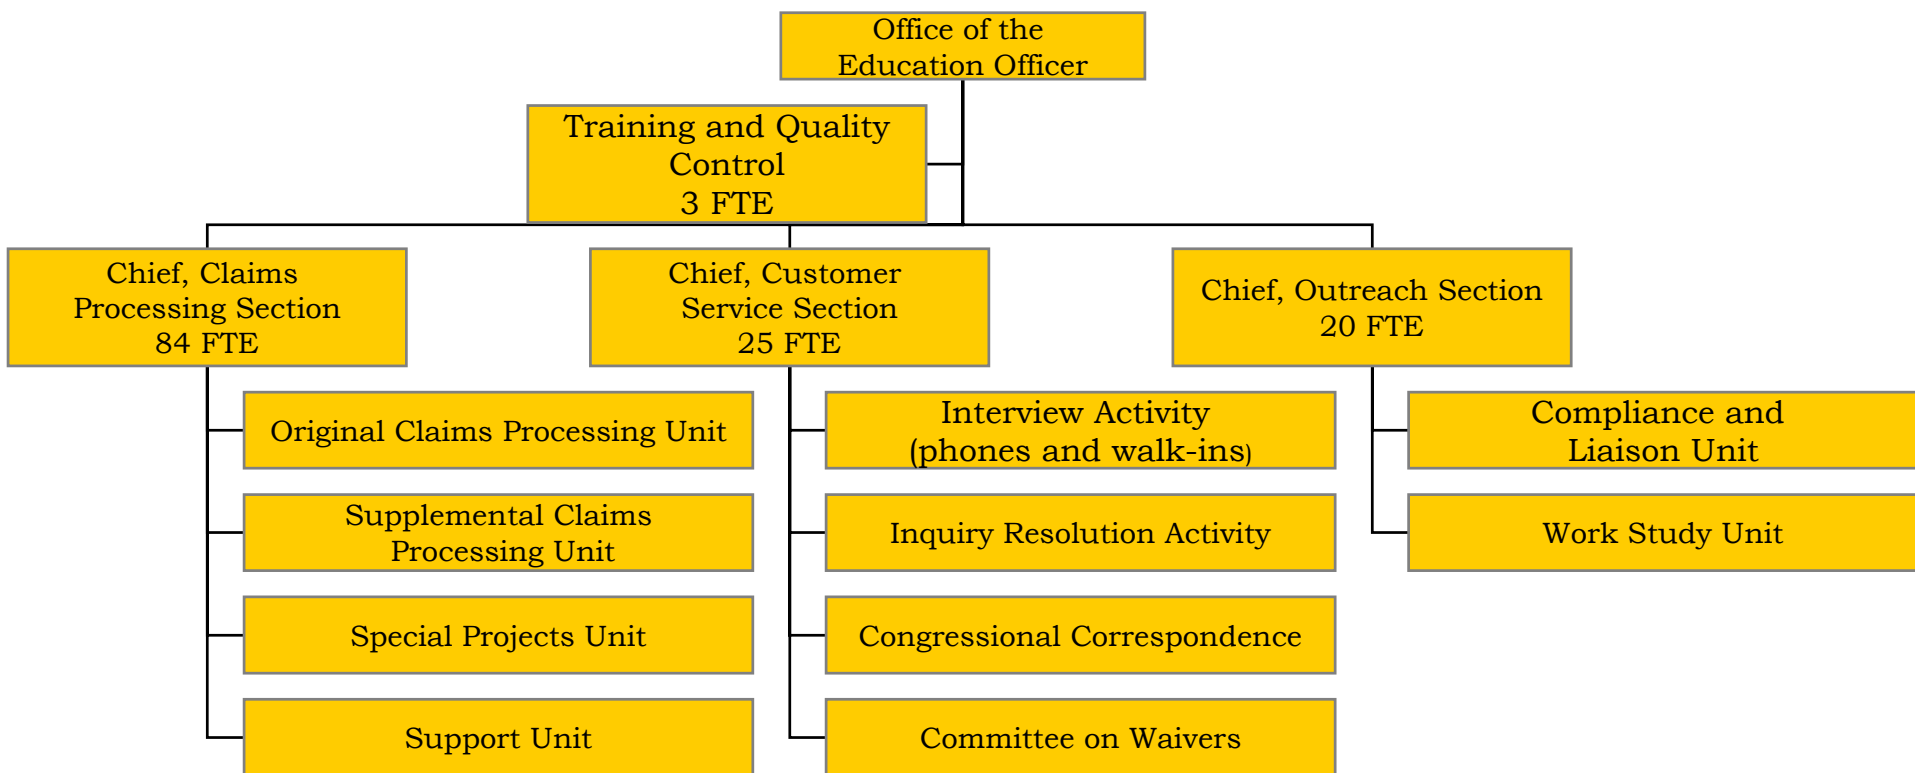 Office of the
Education Officer
Training and Quality
Control
3 FTE
Chief, Claims
Processing Section
84 FTE
Chief, Customer
Service Section
25 FTE
Chief, Outreach Section
20 FTE
Original Claims Processing Unit
Supplemental Claims
Processing Unit
Special Projects Unit
Support Unit
Interview Activity
(phones and walk-ins)
Inquiry Resolution Activity
Congressional Correspondence
Committee on Waivers
Compliance and
Liaison Unit
Work Study Unit